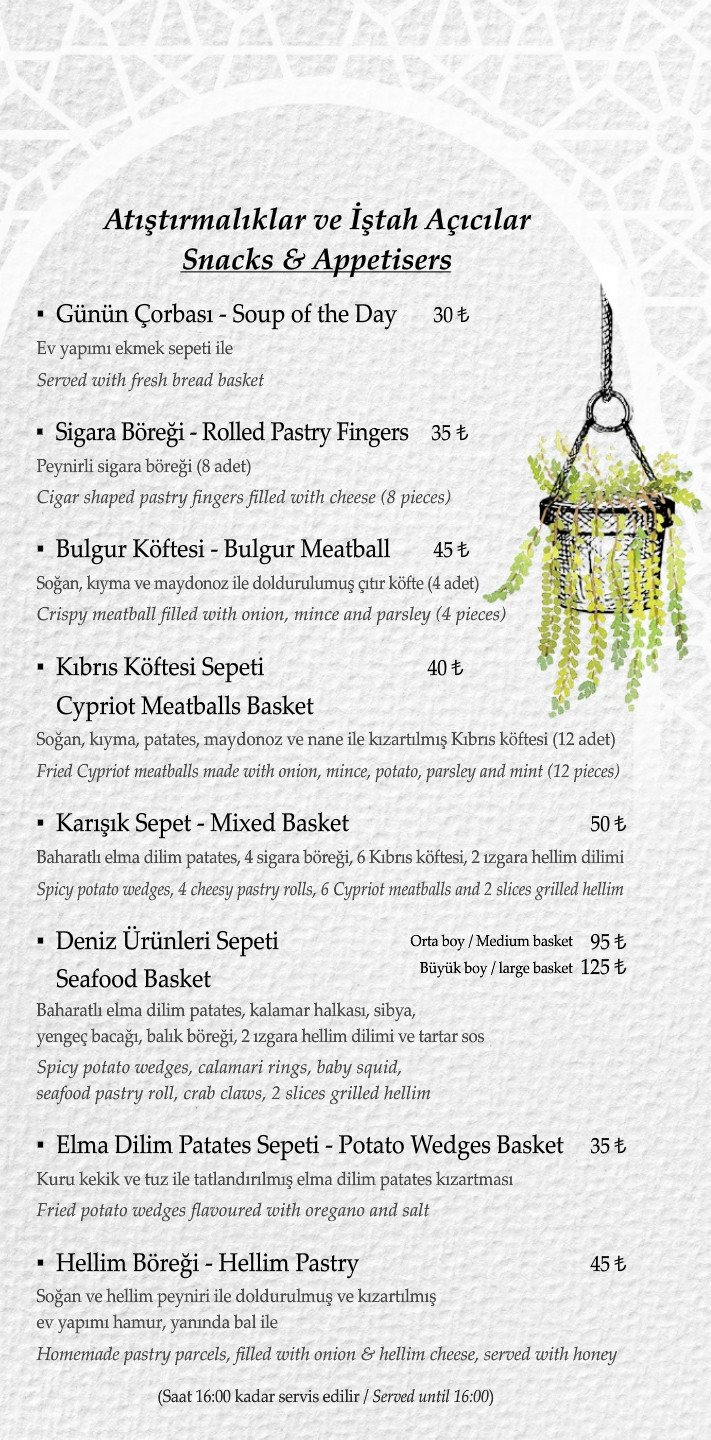 Atıştırmalıklar ve İştah Açıcılar
Snacks & Appetisers
▪ Günün Çorbası - Soup of the Day 30 ₺
Ev yapımı ekmek sepeti ile
Served with fresh bread basket
▪ Sigara Böreği - Rolled Pastry Fingers 35 ₺
Peynirli sigara böreği (8 adet)
Cigar shaped pastry fingers filled with cheese (8 pieces)
▪ Bulgur Köftesi - Bulgur Meatball 45 ₺
Soğan, kıyma ve maydonoz ile doldurulumuş çıtır köfte (4 adet)
Crispy meatball filled with onion, mince and parsley (4 pieces)
▪ Kıbrıs Köftesi Sepeti 40 ₺
Cypriot Meatballs Basket
Soğan, kıyma, patates, maydonoz ve nane ile kızartılmış Kıbrıs köftesi (12 adet)
Fried Cypriot meatballs made with onion, mince, potato, parsley and mint (12 pieces)
▪ Karışık Sepet - Mixed Basket 50 ₺
Baharatlı elma dilim patates, 4 sigara böreği, 6 Kıbrıs köftesi, 2 ızgara hellim dilimi
Spicy potato wedges, 4 cheesy pastry rolls, 6 Cypriot meatballs and 2 slices grilled hellim
▪ Deniz Ürünleri Sepeti Orta boy / Medium basket 95 ₺
Seafood Basket Büyük boy / large basket 125 ₺
Baharatlı elma dilim patates, kalamar halkası, sibya,
yengeç bacağı, balık böreği, 2 ızgara hellim dilimi ve tartar sos
Spicy potato wedges, calamari rings, baby squid,
seafood pastry roll, crab claws, 2 slices grilled hellim
▪ Elma Dilim Patates Sepeti - Potato Wedges Basket 35 ₺
Kuru kekik ve tuz ile tatlandırılmış elma dilim patates kızartması
Fried potato wedges flavoured with oregano and salt
▪ Hellim Böreği - Hellim Pastry 45 ₺
Soğan ve hellim peyniri ile doldurulmuş ve kızartılmış
ev yapımı hamur, yanında bal ile
Homemade pastry parcels, filled with onion & hellim cheese, served with honey
(Saat 16:00 kadar servis edilir / Served until 16:00)